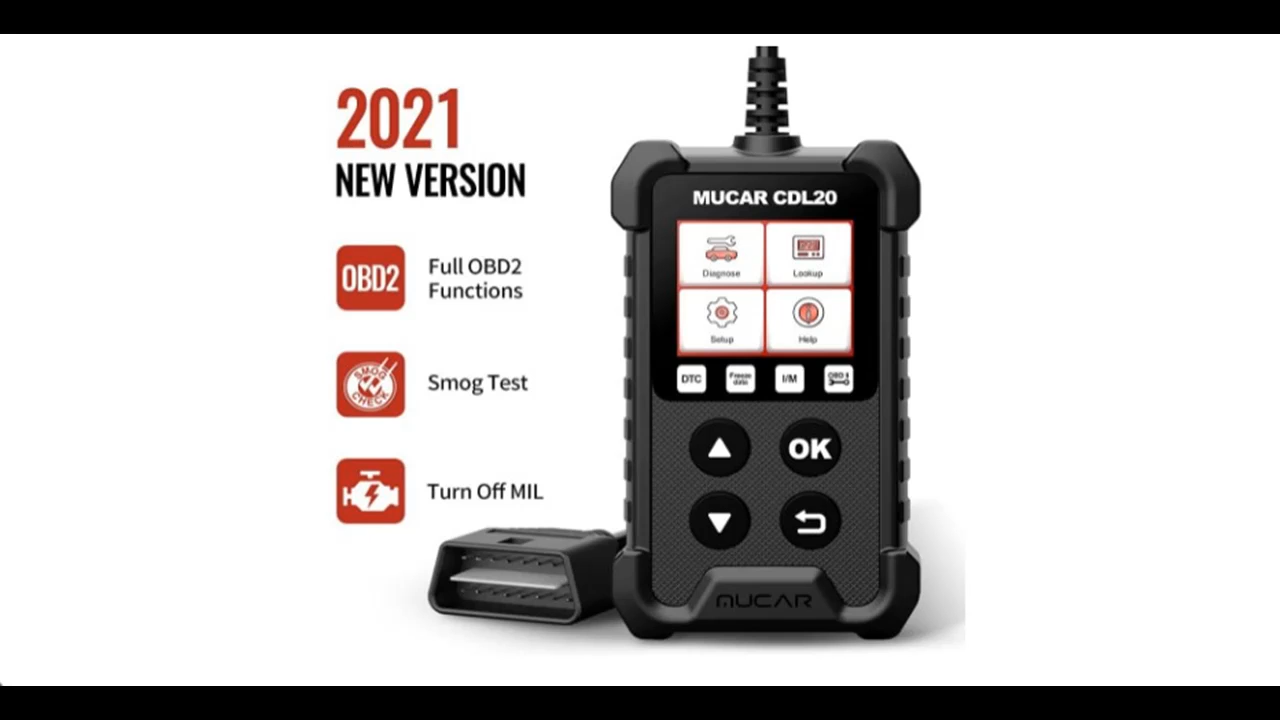 2021
NEW VERSION
OBD2
Full OBD2
Functions
SMOG
CHECK
Smog Test
Turn Off MIL
MUCAR CDL20
Diagnose
Lookup
Setup
Help
DTC
Freeze
data
I/M
OBD II
OK
MUCAR